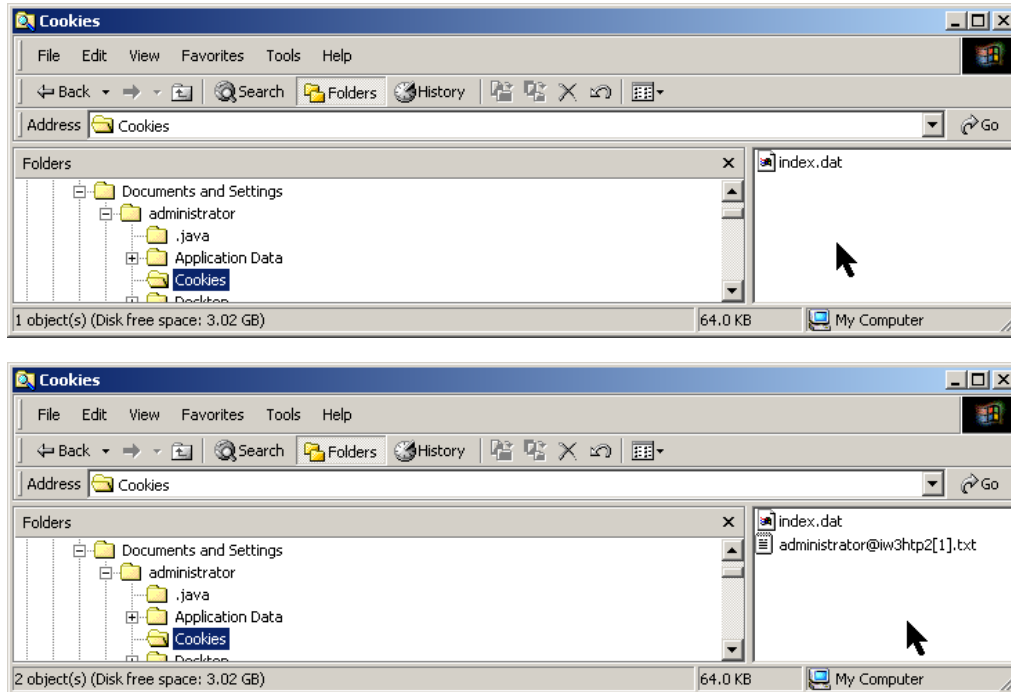 Cookies
File Edit View Favorites Tools Help
Back Search Folders History
Address Cookies Go
Folders
Documents and Settings
administrator
.java
Application Data
Cookies
Desktop
index.dat
1 object(s) (Disk free space: 3.02 GB) 64.0 KB My Computer
Cookies
File Edit View Favorites Tools Help
Back Search Folders History
Address Cookies Go
Folders
Documents and Settings
administrator
.java
Application Data
Cookies
Desktop
index.dat
administrator@iw3htp2[1].txt
2 object(s) (Disk free space: 3.02 GB) 64.0 KB My Computer